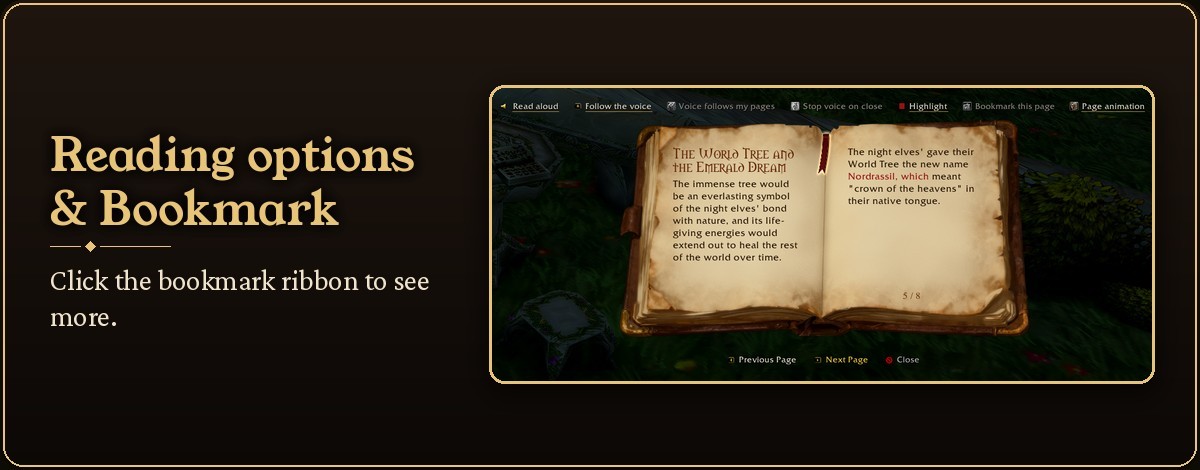 Reading options
& Bookmark
Click the bookmark ribbon to see
more.
Read aloud
Follow the voice
Voice follows my pages
Stop voice on close
Highlight
Bookmark this page
Page animation
The World Tree and
the Emerald Dream
The immense tree would
be an everlasting symbol
of the night elves' bond
with nature, and its life-
giving energies would
extend out to heal the rest
of the world over time.
The night elves' gave their
World Tree the new name
Nordrassil, which meant
"crown of the heavens" in
their native tongue.
5 / 8
Previous Page
Next Page
Close